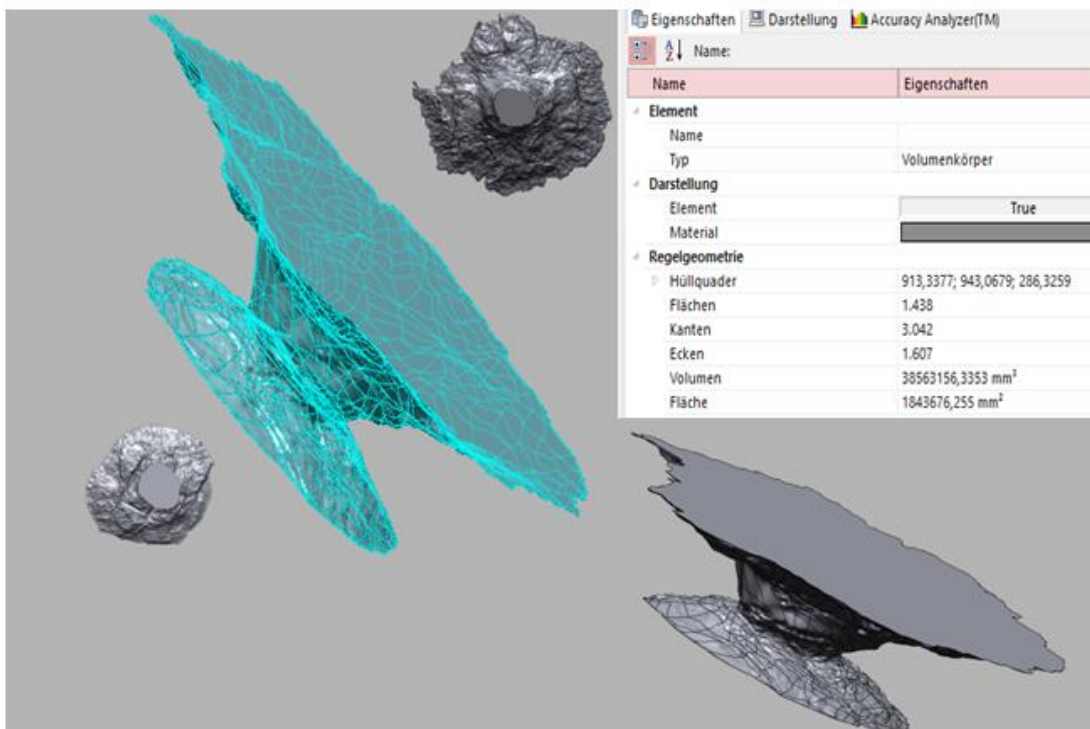 Eigenschaften Darstellung Accuracy Analyzer(TM)
Name:
Name Eigenschaften
Element
Name
Typ Volumenkörper
Darstellung
Element True
Material
Regelgeometrie
Hüllquader 913,3377; 943,0679; 286,3259
Flächen 1.438
Kanten 3.042
Ecken 1.607
Volumen 38563156,3353 mm³
Fläche 1843676,255 mm²